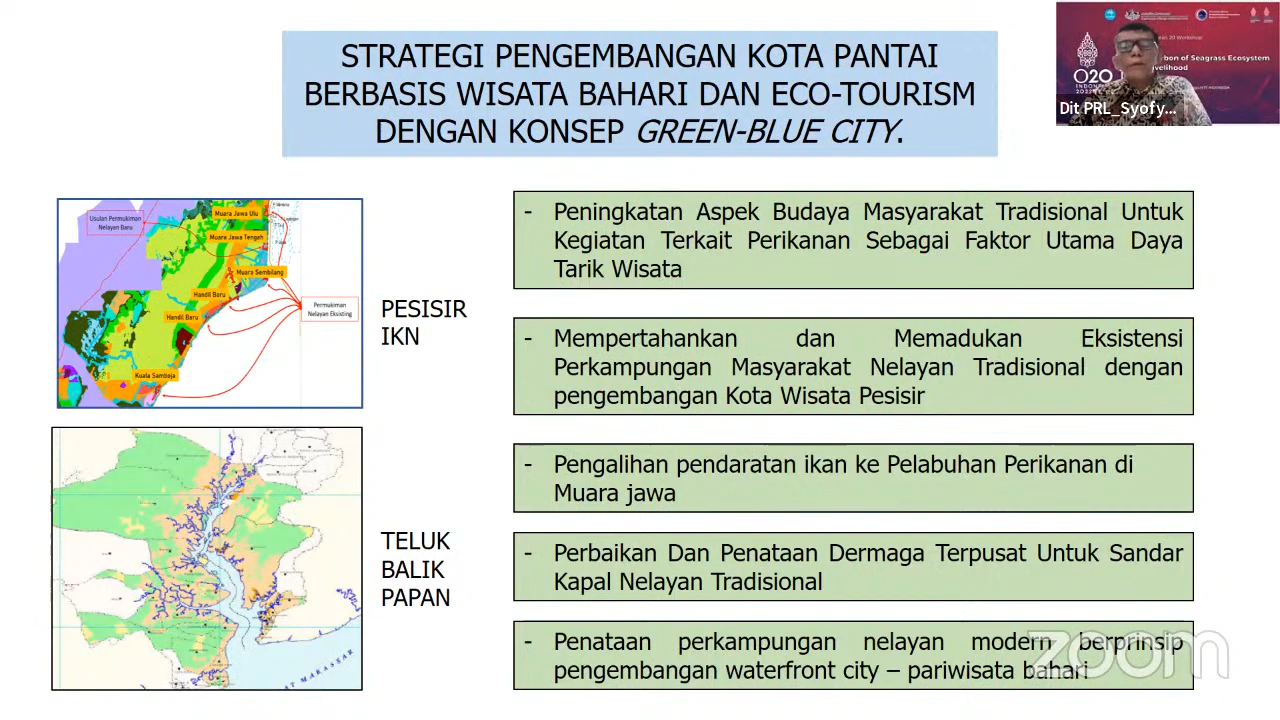 STRATEGI PENGEMBANGAN KOTA PANTAI
BERBASIS WISATA BAHARI DAN ECO-TOURISM
DENGAN KONSEP GREEN-BLUE CITY.
O20
Dit PRL_Syofy...
Usulan Permukiman
Nelayan Baru
Muara Jawa Ulu
Muara Jawa Tengah
Muara Sembilang
Handil Baru
Handil Baru
Kuala Samboja
Permukiman
Nelayan Eksisting
PESISIR
IKN
- Peningkatan Aspek Budaya Masyarakat Tradisional Untuk
Kegiatan Terkait Perikanan Sebagai Faktor Utama Daya
Tarik Wisata
- Mempertahankan dan Memadukan Eksistensi
Perkampungan Masyarakat Nelayan Tradisional dengan
pengembangan Kota Wisata Pesisir
TELUK
BALIK
PAPAN
- Pengalihan pendaratan ikan ke Pelabuhan Perikanan di
Muara jawa
- Perbaikan Dan Penataan Dermaga Terpusat Untuk Sandar
Kapal Nelayan Tradisional
- Penataan perkampungan nelayan modern berprinsip
pengembangan waterfront city – pariwisata bahari
AT MAKASSAR
zoom